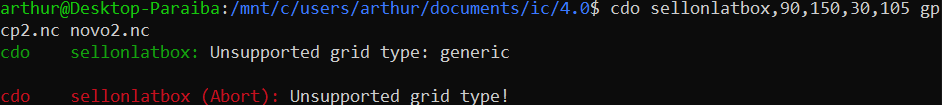 arthur@Desktop-Paraiba:/mnt/c/users/arthur/documents/ic/4.0$ cdo sellonlatbox,90,150,30,105 gp
cp2.nc novo2.nc
cdo    sellonlatbox: Unsupported grid type: generic
cdo    sellonlatbox (Abort): Unsupported grid type!